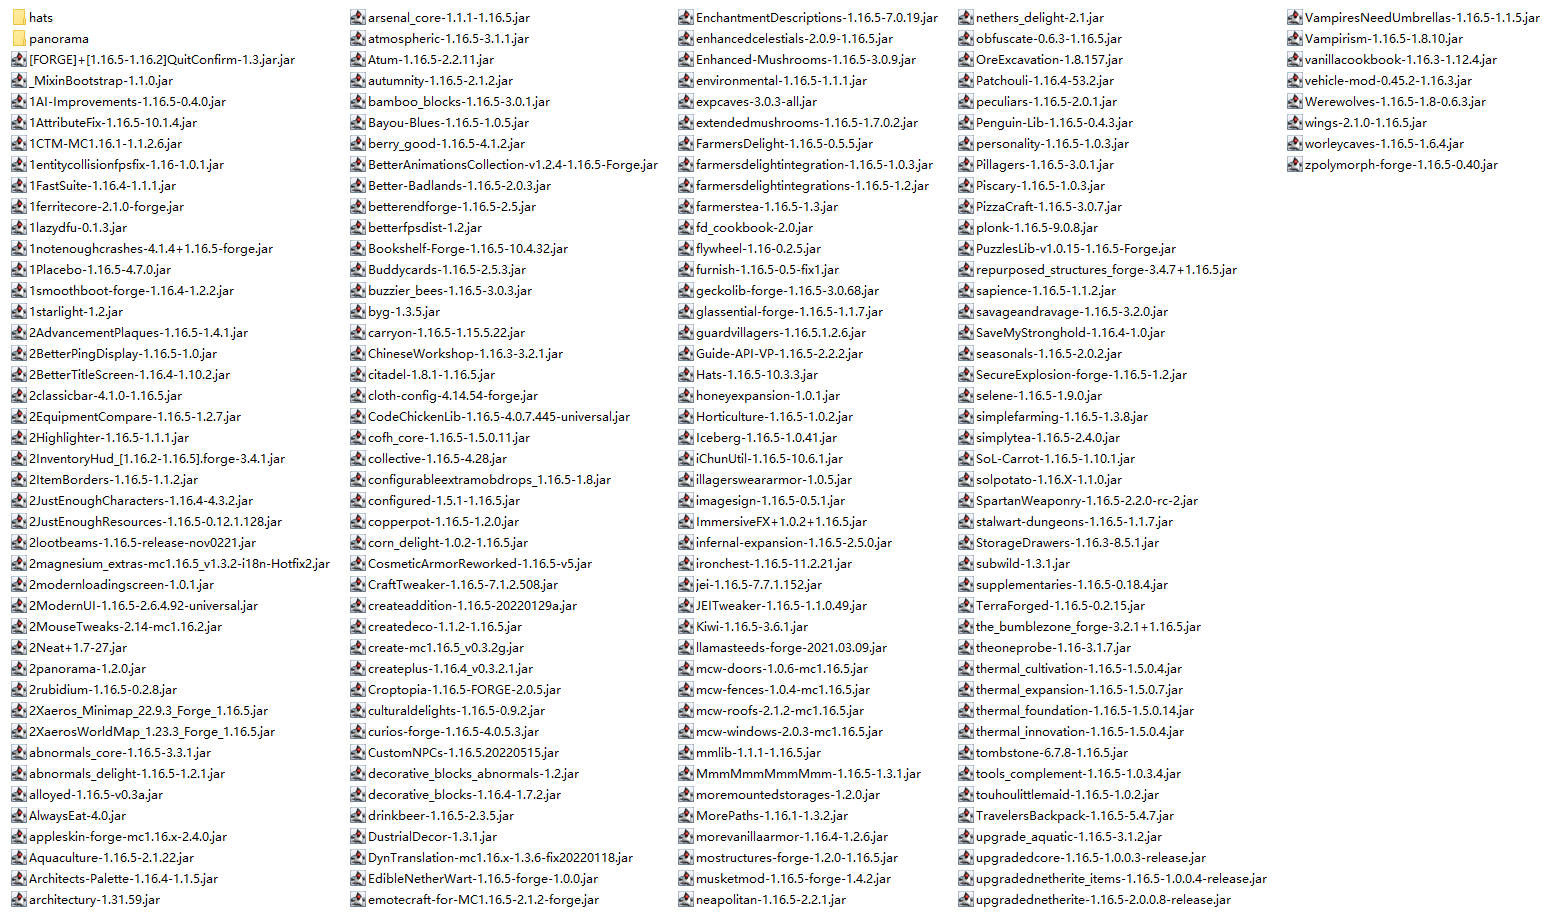 hats
panorama
[FORGE]+[1.16.5-1.16.2]QuitConfirm-1.3.jar.jar
_MixinBootstrap-1.1.0.jar
1AI-Improvements-1.16.5-0.4.0.jar
1AttributeFix-1.16.5-10.1.4.jar
1CTM-MC1.16.1-1.1.2.6.jar
1entitycollisionfpsfix-1.16-1.0.1.jar
1FastSuite-1.16.4-1.1.1.jar
1ferritecore-2.1.0-forge.jar
1lazydfu-0.1.3.jar
1notenoughcrashes-4.1.4+1.16.5-forge.jar
1Placebo-1.16.5-4.7.0.jar
1smoothboot-forge-1.16.4-1.2.2.jar
1starlight-1.2.jar
2AdvancementPlaques-1.16.5-1.4.1.jar
2BetterPingDisplay-1.16.5-1.0.jar
2BetterTitleScreen-1.16.4-1.10.2.jar
2classicbar-4.1.0-1.16.5.jar
2EquipmentCompare-1.16.5-1.2.7.jar
2Highlighter-1.16.5-1.1.1.jar
2InventoryHud_[1.16.2-1.16.5].forge-3.4.1.jar
2ItemBorders-1.16.5-1.1.2.jar
2JustEnoughCharacters-1.16.4-4.3.2.jar
2JustEnoughResources-1.16.5-0.12.1.128.jar
2lootbeams-1.16.5-release-nov0221.jar
2magnesium_extras-mc1.16.5_v1.3.2-i18n-Hotfix2.jar
2modernloadingscreen-1.0.1.jar
2ModernUI-1.16.5-2.6.4.92-universal.jar
2MouseTweaks-2.14-mc1.16.2.jar
2Neat+1.7-27.jar
2panorama-1.2.0.jar
2rubidium-1.16.5-0.2.8.jar
2Xaeros_Minimap_22.9.3_Forge_1.16.5.jar
2XaerosWorldMap_1.23.3_Forge_1.16.5.jar
abnormals_core-1.16.5-3.3.1.jar
abnormals_delight-1.16.5-1.2.1.jar
alloyed-1.16.5-v0.3a.jar
AlwaysEat-4.0.jar
appleskin-forge-mc1.16.x-2.4.0.jar
Aquaculture-1.16.5-2.1.22.jar
Architects-Palette-1.16.4-1.1.5.jar
architectury-1.31.59.jar
arsenal_core-1.1.1-1.16.5.jar
atmospheric-1.16.5-3.1.1.jar
Atum-1.16.5-2.2.11.jar
autumnity-1.16.5-2.1.2.jar
bamboo_blocks-1.16.5-3.0.1.jar
Bayou-Blues-1.16.5-1.0.5.jar
berry_good-1.16.5-4.1.2.jar
BetterAnimationsCollection-v1.2.4-1.16.5-Forge.jar
Better-Badlands-1.16.5-2.0.3.jar
betterendforge-1.16.5-2.5.jar
betterfpsdist-1.2.jar
Bookshelf-Forge-1.16.5-10.4.32.jar
Buddycards-1.16.5-2.5.3.jar
buzzier_bees-1.16.5-3.0.3.jar
byg-1.3.5.jar
carryon-1.16.5-1.15.5.22.jar
ChineseWorkshop-1.16.3-3.2.1.jar
citadel-1.8.1-1.16.5.jar
cloth-config-4.14.54-forge.jar
CodeChickenLib-1.16.5-4.0.7.445-universal.jar
cofh_core-1.16.5-1.5.0.11.jar
collective-1.16.5-4.28.jar
configurableextramobdrops_1.16.5-1.8.jar
configured-1.5.1-1.16.5.jar
copperpot-1.16.5-1.2.0.jar
corn_delight-1.0.2-1.16.5.jar
CosmeticArmorReworked-1.16.5-v5.jar
CraftTweaker-1.16.5-7.1.2.508.jar
createaddition-1.16.5-20220129a.jar
createdeco-1.1.2-1.16.5.jar
create-mc1.16.5_v0.3.2g.jar
createplus-1.16.4_v0.3.2.1.jar
Croptopia-1.16.5-FORGE-2.0.5.jar
culturaldelights-1.16.5-0.9.2.jar
curios-forge-1.16.5-4.0.5.3.jar
CustomNPCs-1.16.5.20220515.jar
decorative_blocks_abnormals-1.2.jar
decorative_blocks-1.16.4-1.7.2.jar
drinkbeer-1.16.5-2.3.5.jar
DustrialDecor-1.3.1.jar
DynTranslation-mc1.16.x-1.3.6-fix20220118.jar
EdibleNetherWart-1.16.5-forge-1.0.0.jar
emotecraft-for-MC1.16.5-2.1.2-forge.jar
EnchantmentDescriptions-1.16.5-7.0.19.jar
enhancedcelestials-2.0.9-1.16.5.jar
Enhanced-Mushrooms-1.16.5-3.0.9.jar
environmental-1.16.5-1.1.1.jar
expcaves-3.0.3-all.jar
extendedmushrooms-1.16.5-1.7.0.2.jar
FarmersDelight-1.16.5-0.5.5.jar
farmersdelightintegration-1.16.5-1.0.3.jar
farmersdelightintegrations-1.16.5-1.2.jar
farmerstea-1.16.5-1.3.jar
fd_cookbook-2.0.jar
flywheel-1.16-0.2.5.jar
furnish-1.16.5-0.5-fix1.jar
geckolib-forge-1.16.5-3.0.68.jar
glassential-forge-1.16.5-1.1.7.jar
guardvillagers-1.16.5.1.2.6.jar
Guide-API-VP-1.16.5-2.2.2.jar
Hats-1.16.5-10.3.3.jar
honeyexpansion-1.0.1.jar
Horticulture-1.16.5-1.0.2.jar
Iceberg-1.16.5-1.0.41.jar
iChunUtil-1.16.5-10.6.1.jar
illagersweararmor-1.0.5.jar
imagesign-1.16.5-0.5.1.jar
ImmersiveFX+1.0.2+1.16.5.jar
infernal-expansion-1.16.5-2.5.0.jar
ironchest-1.16.5-11.2.21.jar
jei-1.16.5-7.7.1.152.jar
JEITweaker-1.16.5-1.1.0.49.jar
Kiwi-1.16.5-3.6.1.jar
llamasteeds-forge-2021.03.09.jar
mcw-doors-1.0.6-mc1.16.5.jar
mcw-fences-1.0.4-mc1.16.5.jar
mcw-roofs-2.1.2-mc1.16.5.jar
mcw-windows-2.0.3-mc1.16.5.jar
mmlib-1.1.1-1.16.5.jar
MmmMmmMmmMmm-1.16.5-1.3.1.jar
moremountedstorages-1.2.0.jar
MorePaths-1.16.1-1.3.2.jar
morevanillaarmor-1.16.4-1.2.6.jar
mostructures-forge-1.2.0-1.16.5.jar
musketmod-1.16.5-forge-1.4.2.jar
neapolitan-1.16.5-2.2.1.jar
nethers_delight-2.1.jar
obfuscate-0.6.3-1.16.5.jar
OreExcavation-1.8.157.jar
Patchouli-1.16.4-53.2.jar
peculiars-1.16.5-2.0.1.jar
Penguin-Lib-1.16.5-0.4.3.jar
personality-1.16.5-1.0.3.jar
Pillagers-1.16.5-3.0.1.jar
Piscary-1.16.5-1.0.3.jar
PizzaCraft-1.16.5-3.0.7.jar
plonk-1.16.5-9.0.8.jar
PuzzlesLib-v1.0.15-1.16.5-Forge.jar
repurposed_structures_forge-3.4.7+1.16.5.jar
sapience-1.16.5-1.1.2.jar
savageandravage-1.16.5-3.2.0.jar
SaveMyStronghold-1.16.4-1.0.jar
seasonals-1.16.5-2.0.2.jar
SecureExplosion-forge-1.16.5-1.2.jar
selene-1.16.5-1.9.0.jar
simplefarming-1.16.5-1.3.8.jar
simplytea-1.16.5-2.4.0.jar
SoL-Carrot-1.16.5-1.10.1.jar
solpotato-1.16.X-1.1.0.jar
SpartanWeaponry-1.16.5-2.2.0-rc-2.jar
stalwart-dungeons-1.16.5-1.1.7.jar
StorageDrawers-1.16.3-8.5.1.jar
subwild-1.3.1.jar
supplementaries-1.16.5-0.18.4.jar
TerraForged-1.16.5-0.2.15.jar
the_bumblezone_forge-3.2.1+1.16.5.jar
theoneprobe-1.16-3.1.7.jar
thermal_cultivation-1.16.5-1.5.0.4.jar
thermal_expansion-1.16.5-1.5.0.7.jar
thermal_foundation-1.16.5-1.5.0.14.jar
thermal_innovation-1.16.5-1.5.0.4.jar
tombstone-6.7.8-1.16.5.jar
tools_complement-1.16.5-1.0.3.4.jar
touhoulittlemaid-1.16.5-1.0.2.jar
TravelersBackpack-1.16.5-5.4.7.jar
upgrade_aquatic-1.16.5-3.1.2.jar
upgradedcore-1.16.5-1.0.0.3-release.jar
upgradednetherite_items-1.16.5-1.0.0.4-release.jar
upgradednetherite-1.16.5-2.0.0.8-release.jar
VampiresNeedUmbrellas-1.16.5-1.1.5.jar
Vampirism-1.16.5-1.8.10.jar
vanillacookbook-1.16.3-1.12.4.jar
vehicle-mod-0.45.2-1.16.3.jar
Werewolves-1.16.5-1.8-0.6.3.jar
wings-2.1.0-1.16.5.jar
worleycaves-1.16.5-1.6.4.jar
zpolymorph-forge-1.16.5-0.40.jar